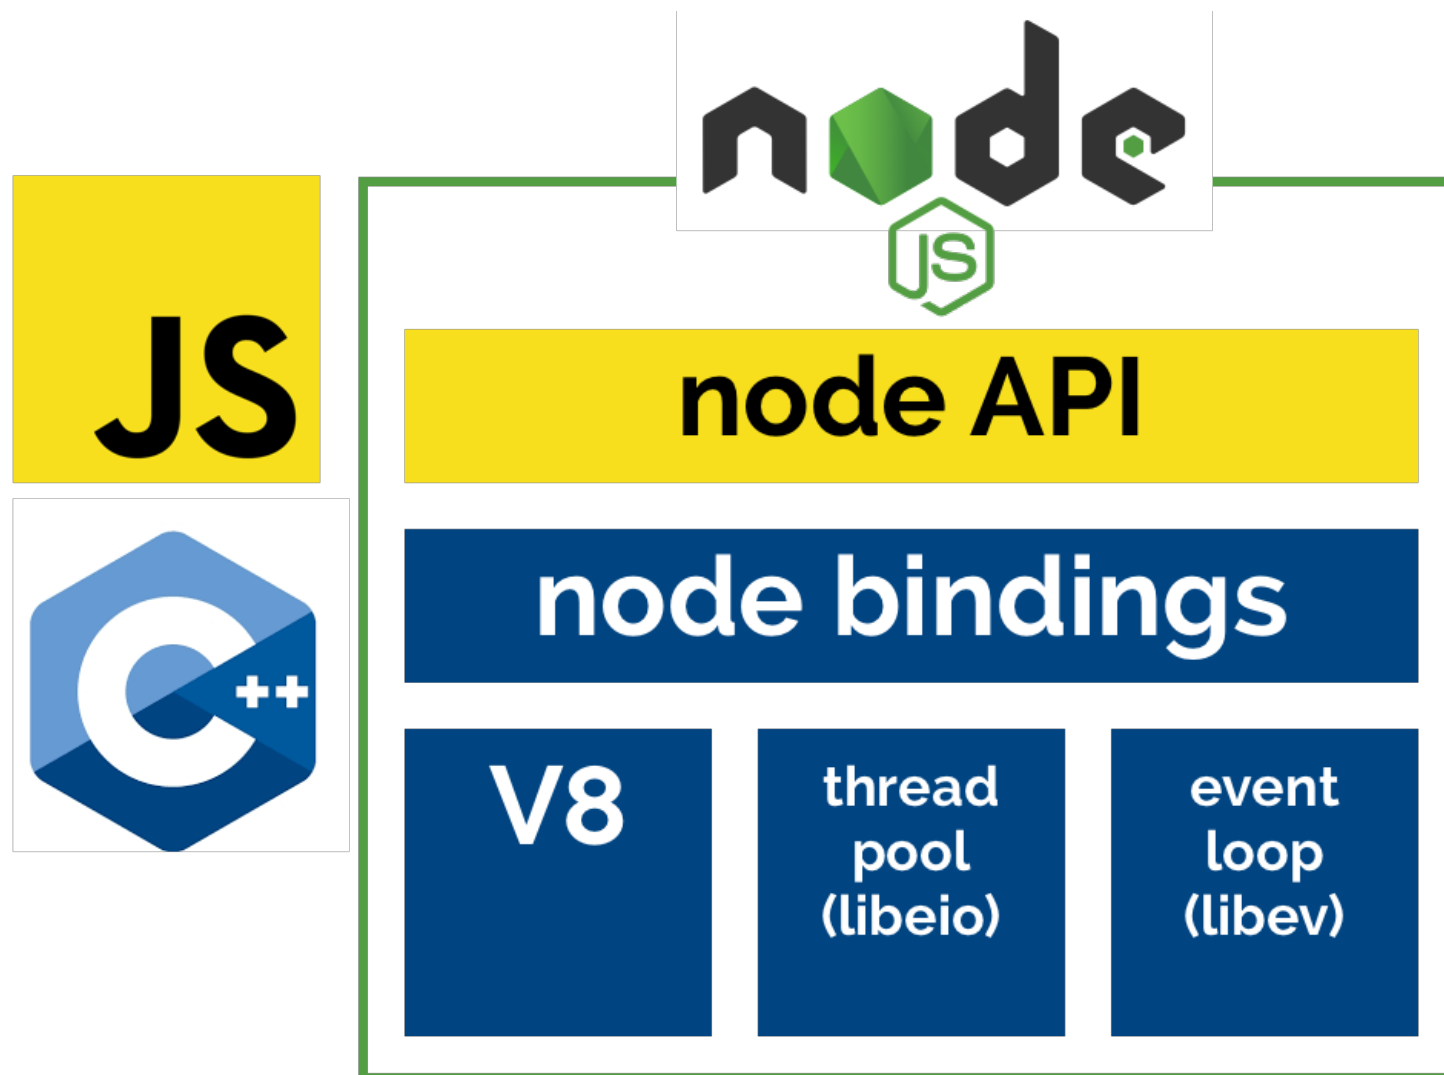 node
JS
JS
node API
C++
node bindings
V8
thread
pool
(libeio)
event
loop
(libev)